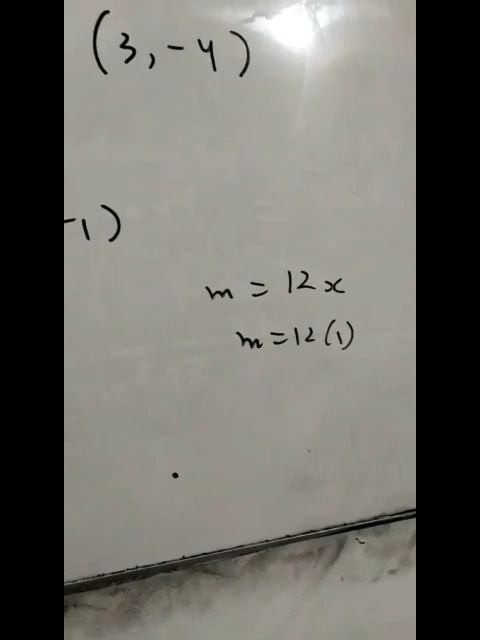 (3, -4)
-1)
m = 12x
m = 12(1)